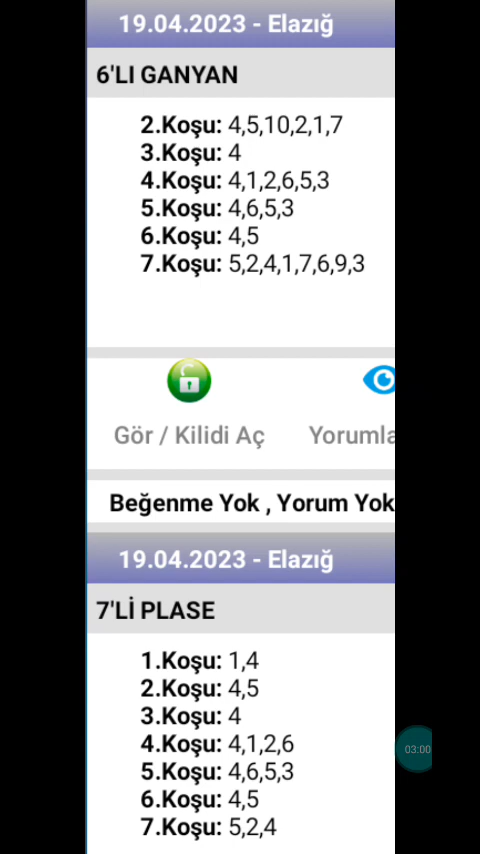 19.04.2023 - Elazığ
6'LI GANYAN
2.Koşu: 4,5,10,2,1,7
3.Koşu: 4
4.Koşu: 4,1,2,6,5,3
5.Koşu: 4,6,5,3
6.Koşu: 4,5
7.Koşu: 5,2,4,1,7,6,9,3
Gör / Kilidi Aç Yorumla
Beğenme Yok , Yorum Yok
19.04.2023 - Elazığ
7'Lİ PLASE
1.Koşu: 1,4
2.Koşu: 4,5
3.Koşu: 4
4.Koşu: 4,1,2,6
03:00
5.Koşu: 4,6,5,3
6.Koşu: 4,5
7.Koşu: 5,2,4